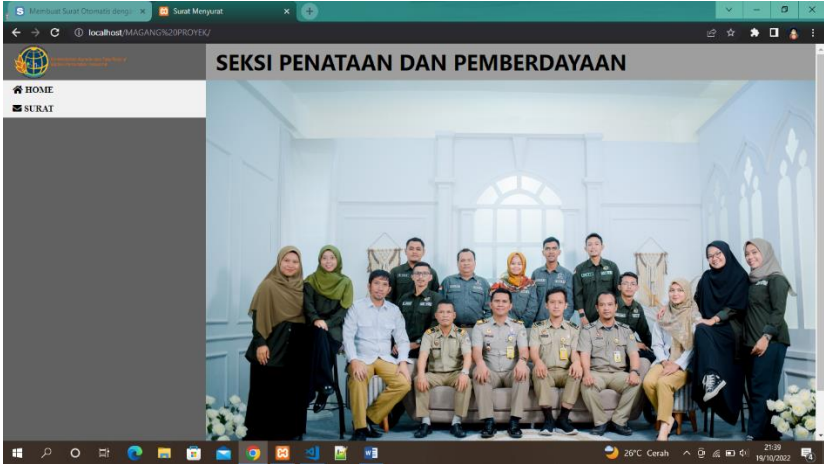 Membuat Surat Otomatis denga
Surat Menyurat
localhost/MAGANG%20PROYEK/
SEKSI PENATAAN DAN PEMBERDAYAAN
HOME
SURAT
26°C Cerah
21:39
19/10/2022